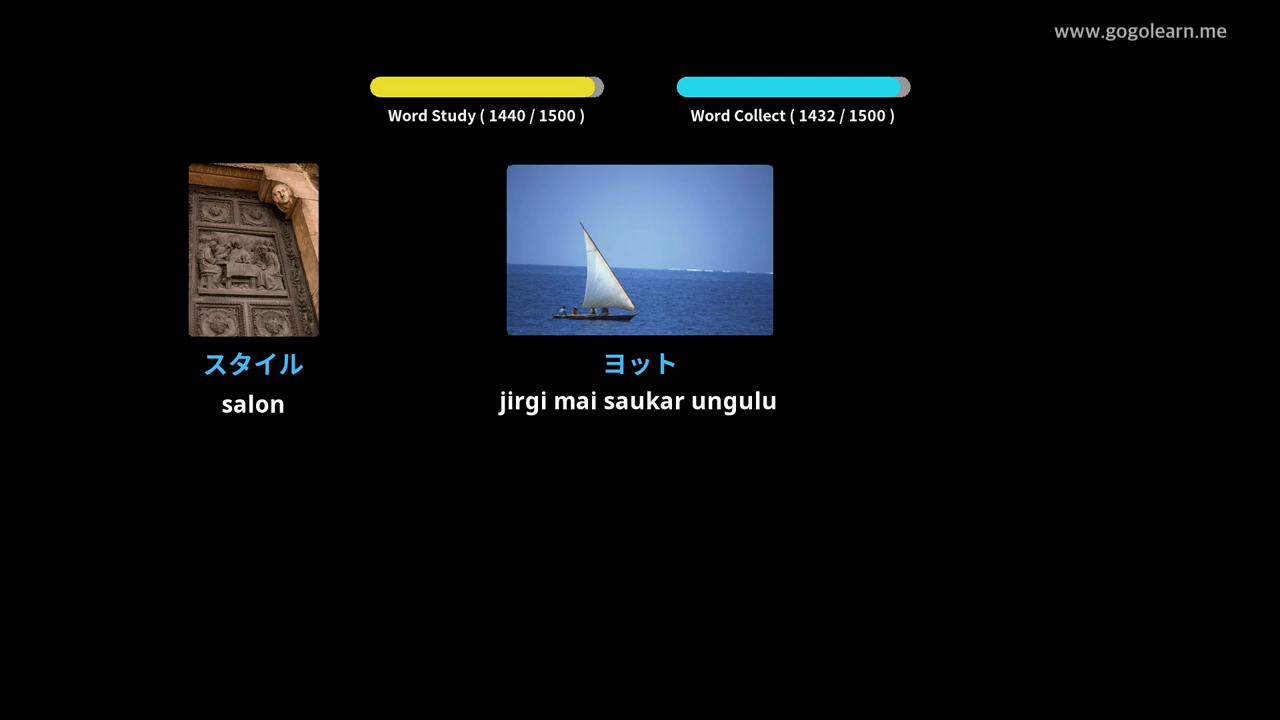 www.gogolearn.me
Word Study ( 1440 / 1500 )
Word Collect ( 1432 / 1500 )
スタイル
salon
ヨット
jirgi mai saukar ungulu